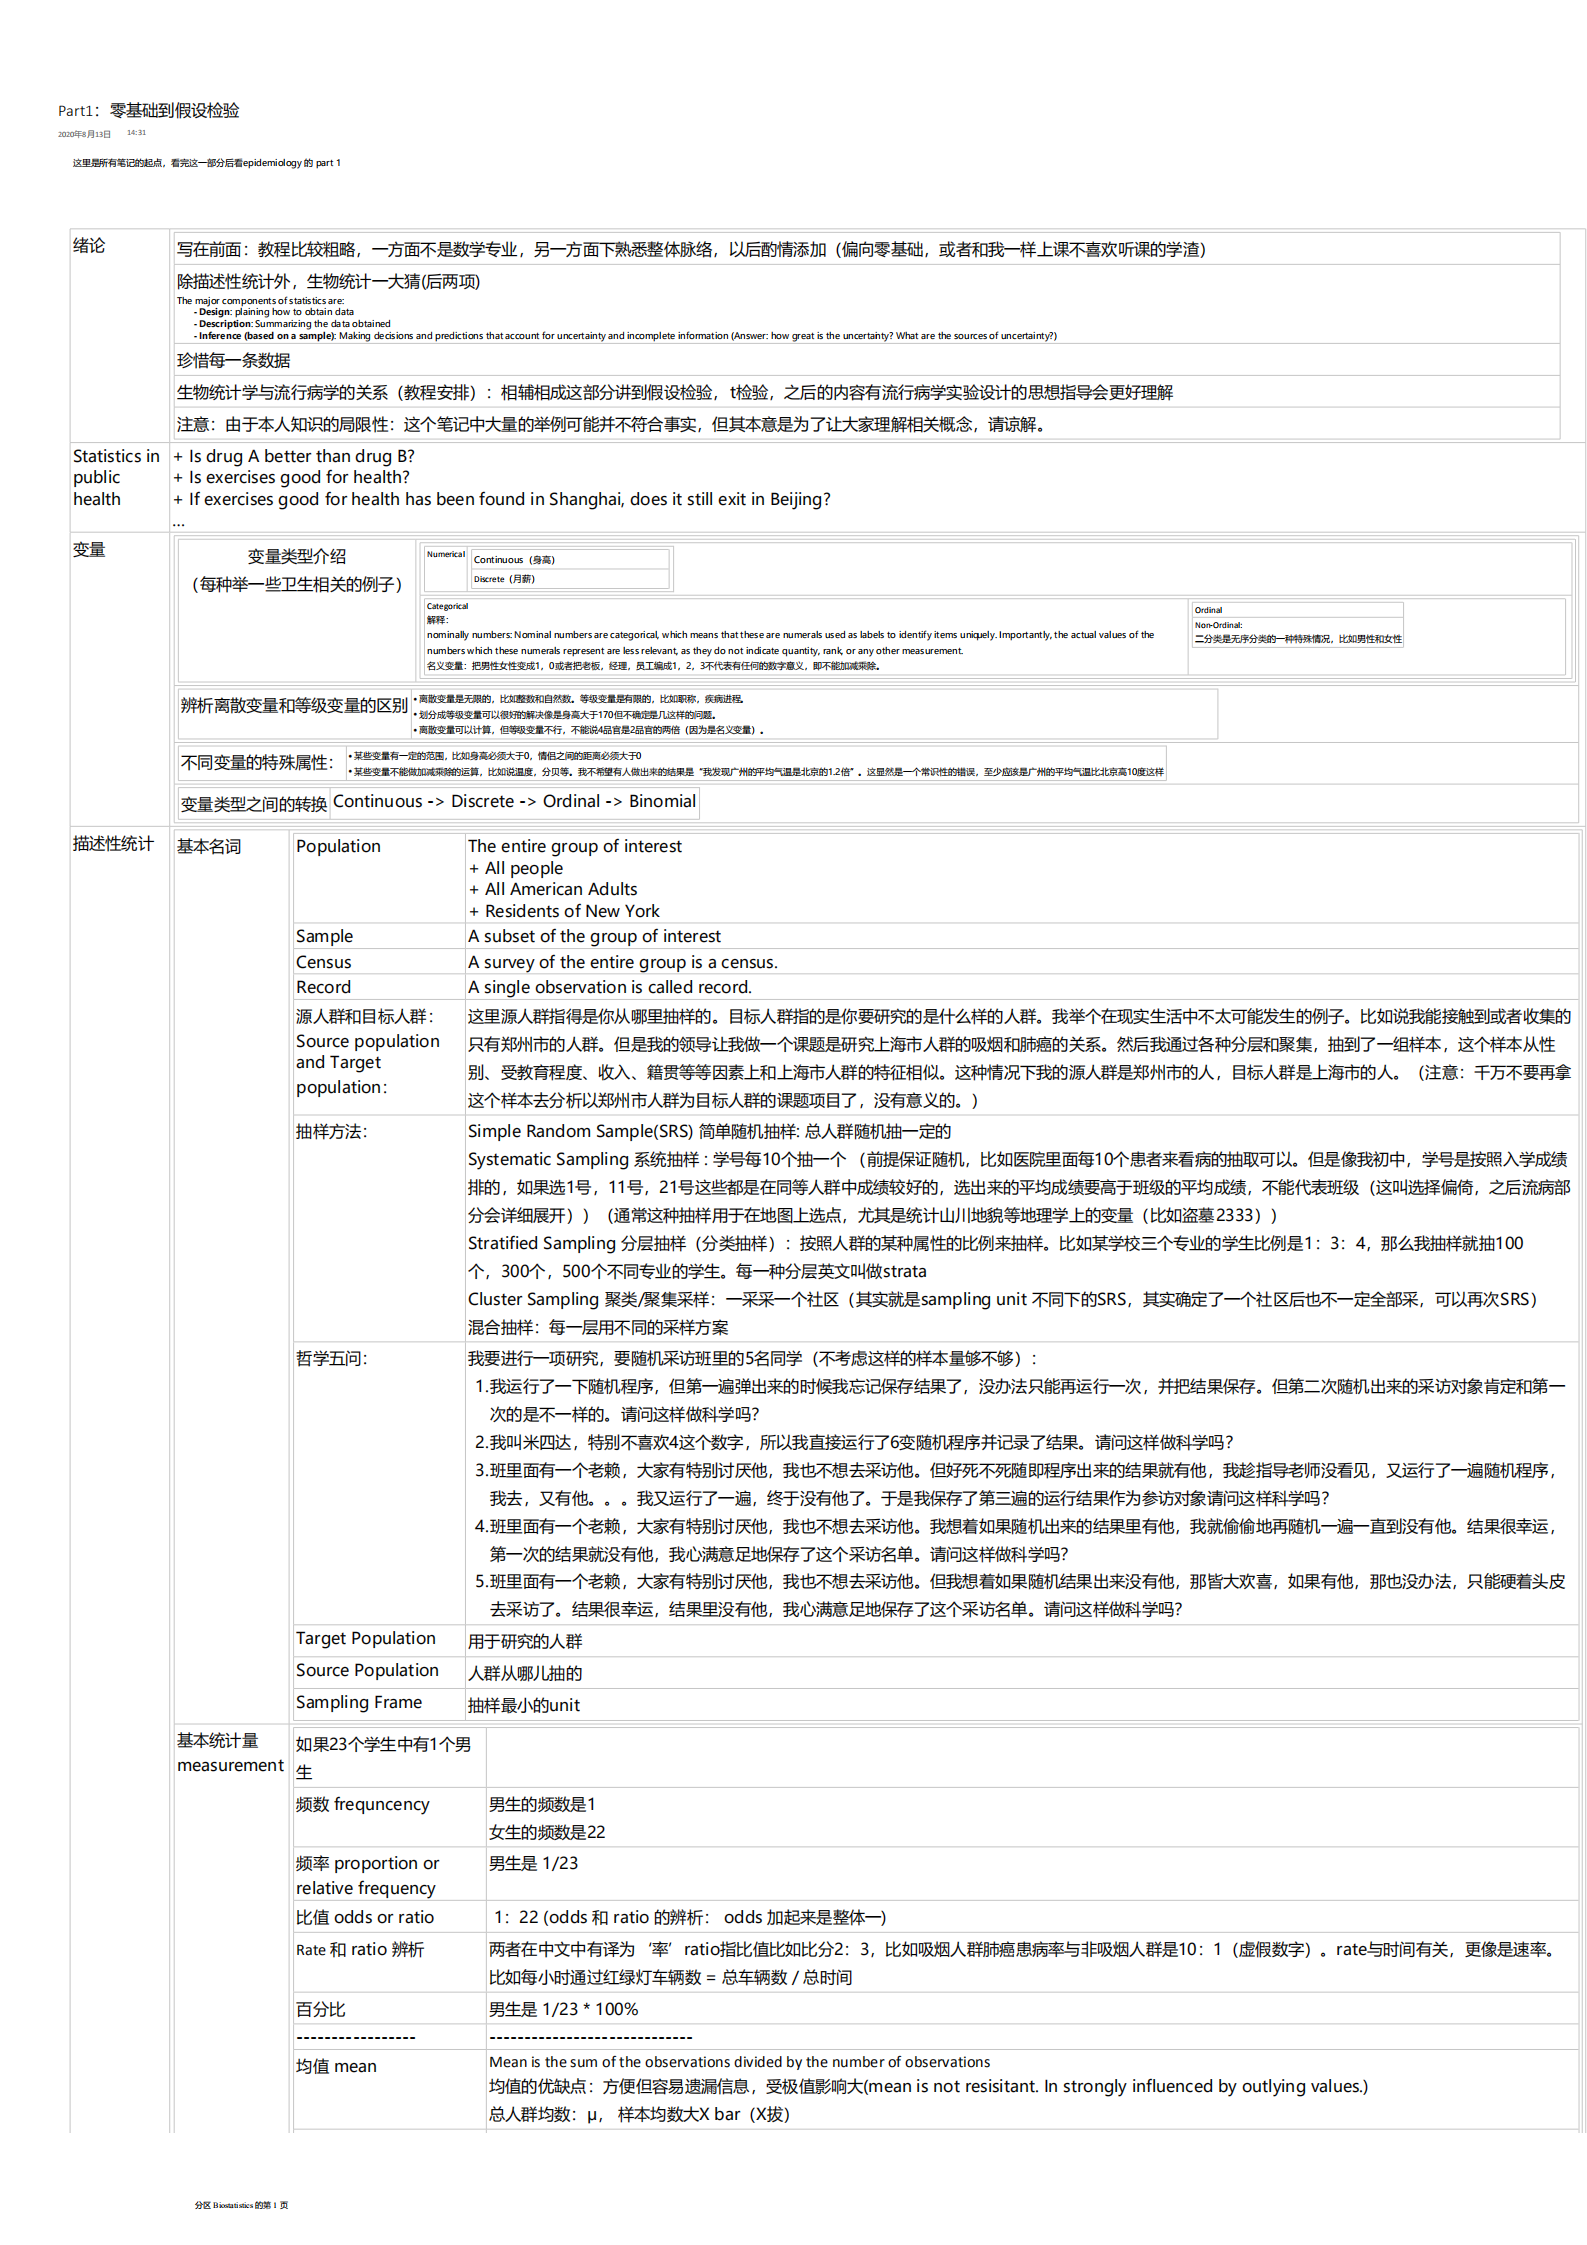 Part1：零基础到假设检验
2020年8月13日 14:31
这里是所有笔记的起点，看完这一部分后看epidemiology 的 part 1
绪论
写在前面：教程比较粗略，一方面不是数学专业，另一方面下熟悉整体脉络，以后酌情添加（偏向零基础，或者和我一样上课不喜欢听课的学渣）
除描述性统计外，生物统计一大猜(后两项)
The major components of statistics are:
- Design: plaining how to obtain data
- Description: Summarizing the data obtained
- Inference (based on a sample): Making decisions and predictions that account for uncertainty and incomplete information (Answer: how great is the uncertainty? What are the sources of uncertainty?)
珍惜每一条数据
生物统计学与流行病学的关系（教程安排）：相辅相成这部分讲到假设检验，t检验，之后的内容有流行病学实验设计的思想指导会更好理解
注意：由于本人知识的局限性：这个笔记中大量的举例可能并不符合事实，但其本意是为了让大家理解相关概念，请谅解。
Statistics in public health
+ Is drug A better than drug B?
+ Is exercises good for health?
+ If exercises good for health has been found in Shanghai, does it still exit in Beijing?
...
变量
变量类型介绍
（每种举一些卫生相关的例子）
Numerical
Continuous（身高）
Discrete（月薪）
Categorical
解释：
nominally numbers: Nominal numbers are categorical, which means that these are numerals used as labels to identify items uniquely. Importantly, the actual values of the
numbers which these numerals represent are less relevant, as they do not indicate quantity, rank, or any other measurement.
名义变量：把男性女性变成1，0或者把老板，经理，员工编成1，2，3不代表有任何的数字意义，即不能加减乘除。
Ordinal
Non-Ordinal:
二分类是无序分类的一种特殊情况，比如男性和女性
辨析离散变量和等级变量的区别
• 离散变量是无限的，比如整数和自然数。等级变量是有限的，比如职称，疾病进程。
• 划分成等级变量可以很好的解决像是身高大于170但不确定是几这样的问题。
• 离散变量可以计算，但等级变量不行，不能说4品官是2品官的两倍（因为是名义变量）。
不同变量的特殊属性：
• 某些变量有一定的范围，比如身高必须大于0，情侣之间的距离必须大于0
• 某些变量不能做加减乘除的运算，比如说温度，分贝等。我不希望有人做出来的结果是“我发现广州的平均气温是北京的1.2倍”。这显然是一个常识性的错误，至少应该是广州的平均气温比北京高10度这样
变量类型之间的转换
Continuous -> Discrete -> Ordinal -> Binomial
描述性统计
基本名词
Population
The entire group of interest
+ All people
+ All American Adults
+ Residents of New York
Sample
A subset of the group of interest
Census
A survey of the entire group is a census.
Record
A single observation is called record.
源人群和目标人群：
Source population
and Target
population：
这里源人群指得是你从哪里抽样的。目标人群指的是你要研究的是什么样的人群。我举个在现实生活中不太可能发生的例子。比如说我能接触到或者收集的
只有郑州市的人群。但是我的领导让我做一个课题是研究上海市人群的吸烟和肺癌的关系。然后我通过各种分层和聚集，抽到了一组样本，这个样本从性
别、受教育程度、收入、籍贯等等因素上和上海市人群的特征相似。这种情况下我的源人群是郑州市的人，目标人群是上海市的人。（注意：千万不要再拿
这个样本去分析以郑州市人群为目标人群的课题项目了，没有意义的。）
抽样方法：
Simple Random Sample(SRS) 简单随机抽样: 总人群随机抽一定的
Systematic Sampling 系统抽样 : 学号每10个抽一个 （前提保证随机，比如医院里面每10个患者来看病的抽取可以。但是像我初中，学号是按照入学成绩
排的，如果选1号，11号，21号这些都是在同等人群中成绩较好的，选出来的平均成绩要高于班级的平均成绩，不能代表班级（这叫选择偏倚，之后流病部
分会详细展开））（通常这种抽样用于在地图上选点，尤其是统计山川地貌等地理学上的变量（比如盗墓2333））
Stratified Sampling 分层抽样（分类抽样）：按照人群的某种属性的比例来抽样。比如某学校三个专业的学生比例是1：3：4，那么我抽样就抽100
个，300个，500个不同专业的学生。每一种分层英文叫做strata
Cluster Sampling 聚类/聚集采样：一采采一个社区（其实就是sampling unit 不同下的SRS，其实确定了一个社区后也不一定全部采，可以再次SRS）
混合抽样：每一层用不同的采样方案
哲学五问：
我要进行一项研究，要随机采访班里的5名同学（不考虑这样的样本量够不够）：
1.我运行了一下随机程序，但第一遍弹出来的时候我忘记保存结果了，没办法只能再运行一次，并把结果保存。但第二次随机出来的采访对象肯定和第一
次的是不一样的。请问这样做科学吗？
2.我叫米四达，特别不喜欢4这个数字，所以我直接运行了6变随机程序并记录了结果。请问这样做科学吗？
3.班里面有一个老赖，大家有特别讨厌他，我也不想去采访他。但好死不死随即程序出来的结果就有他，我趁指导老师没看见，又运行了一遍随机程序，
我去，又有他。。。我又运行了一遍，终于没有他了。于是我保存了第三遍的运行结果作为参访对象请问这样科学吗？
4.班里面有一个老赖，大家有特别讨厌他，我也不想去采访他。我想着如果随机出来的结果里有他，我就偷偷地再随机一遍一直到没有他。结果很幸运，
第一次的结果就没有他，我心满意足地保存了这个采访名单。请问这样做科学吗？
5.班里面有一个老赖，大家有特别讨厌他，我也不想去采访他。但我想着如果随机结果出来没有他，那皆大欢喜，如果有他，那也没办法，只能硬着头皮
去采访了。结果很幸运，结果里没有他，我心满意足地保存了这个采访名单。请问这样做科学吗？
Target Population
用于研究的人群
Source Population
人群从哪儿抽的
Sampling Frame
抽样最小的unit
基本统计量
measurement
如果23个学生中有1个男
生
频数 frequncency
男生的频数是1
女生的频数是22
频率 proportion or
relative frequency
男生是 1/23
比值 odds or ratio
1：22 (odds 和 ratio 的辨析： odds 加起来是整体一)
Rate 和 ratio 辨析
两者在中文中有译为‘率’ratio指比值比如比分2：3，比如吸烟人群肺癌患病率与非吸烟人群是10：1（虚假数字）。rate与时间有关，更像是速率。
比如每小时通过红绿灯车辆数 = 总车辆数 / 总时间
百分比
男生是 1/23 * 100%
-----------------
-----------------------------
均值 mean
Mean is the sum of the observations divided by the number of observations
均值的优缺点：方便但容易遗漏信息，受极值影响大(mean is not resisitant. In strongly influenced by outlying values.)
总人群均数：μ， 样本均数大X bar（X拔）
分区 Biostatistics 的第 1 页